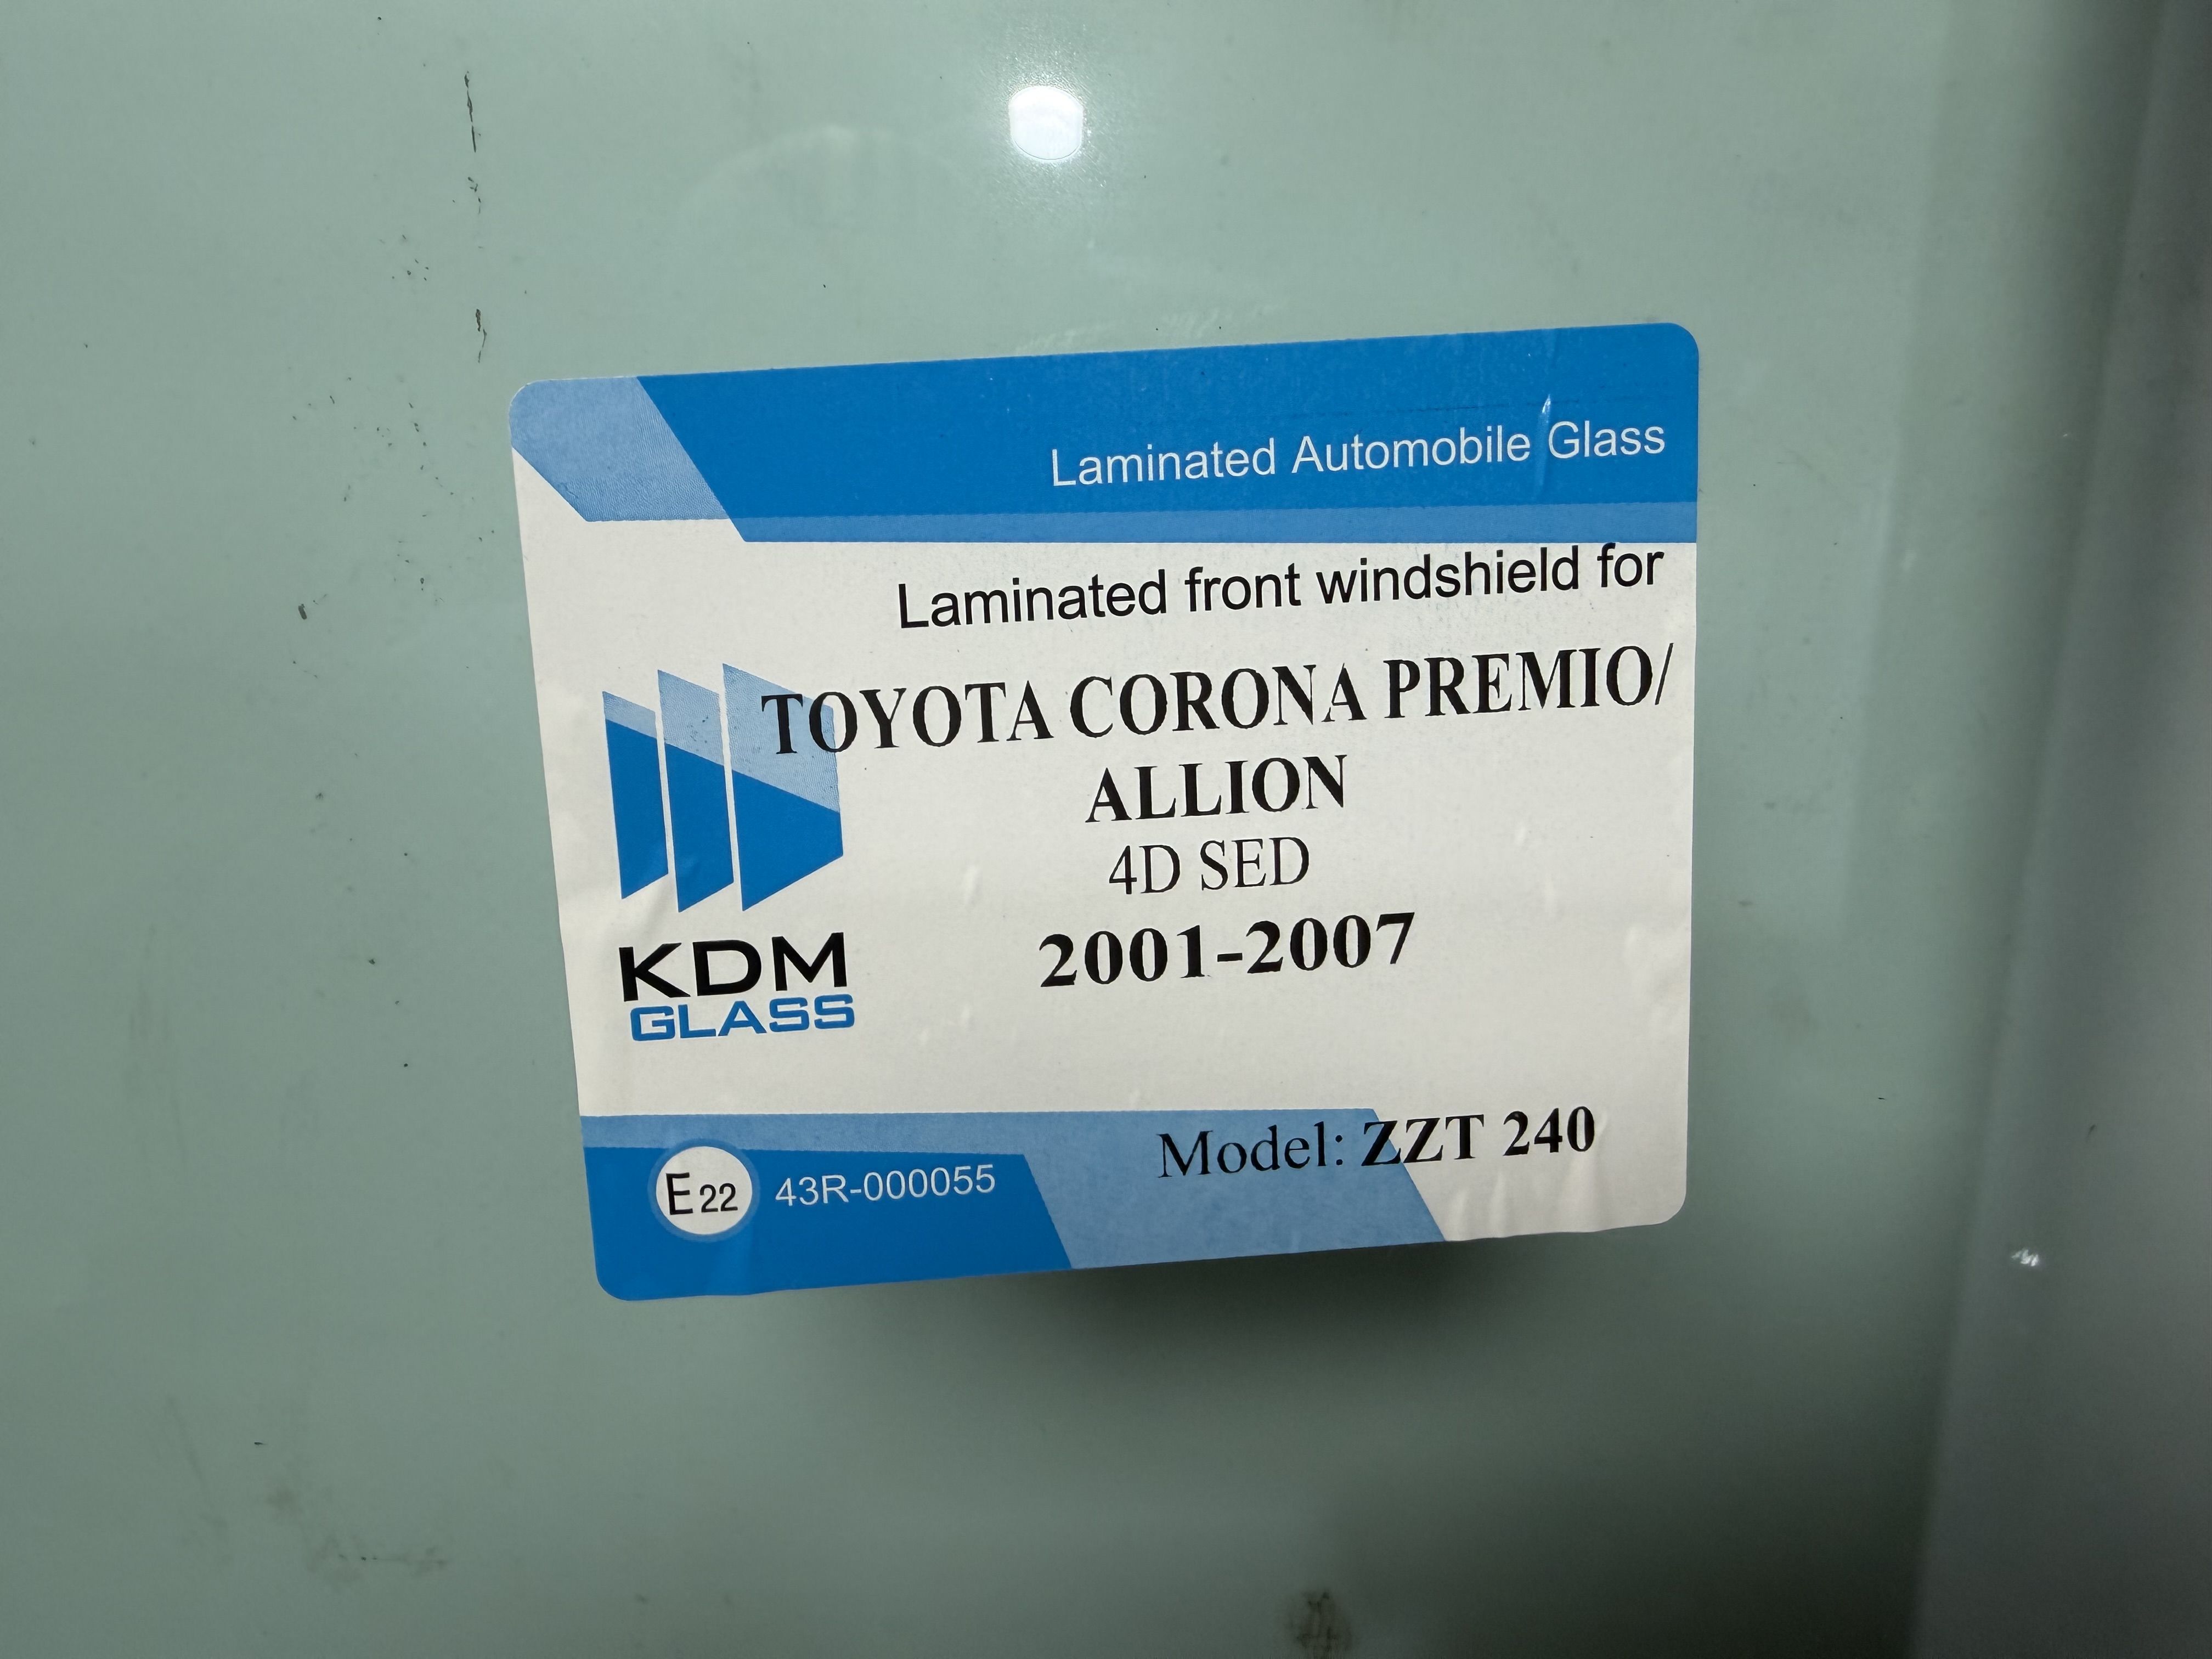 Laminated Automobile Glass
Laminated front windshield for
TOYOTA CORONA PREMIO/
ALLION
4D SED
2001-2007
KDM
GLASS
Model: ZZT 240
E22 43R-000055